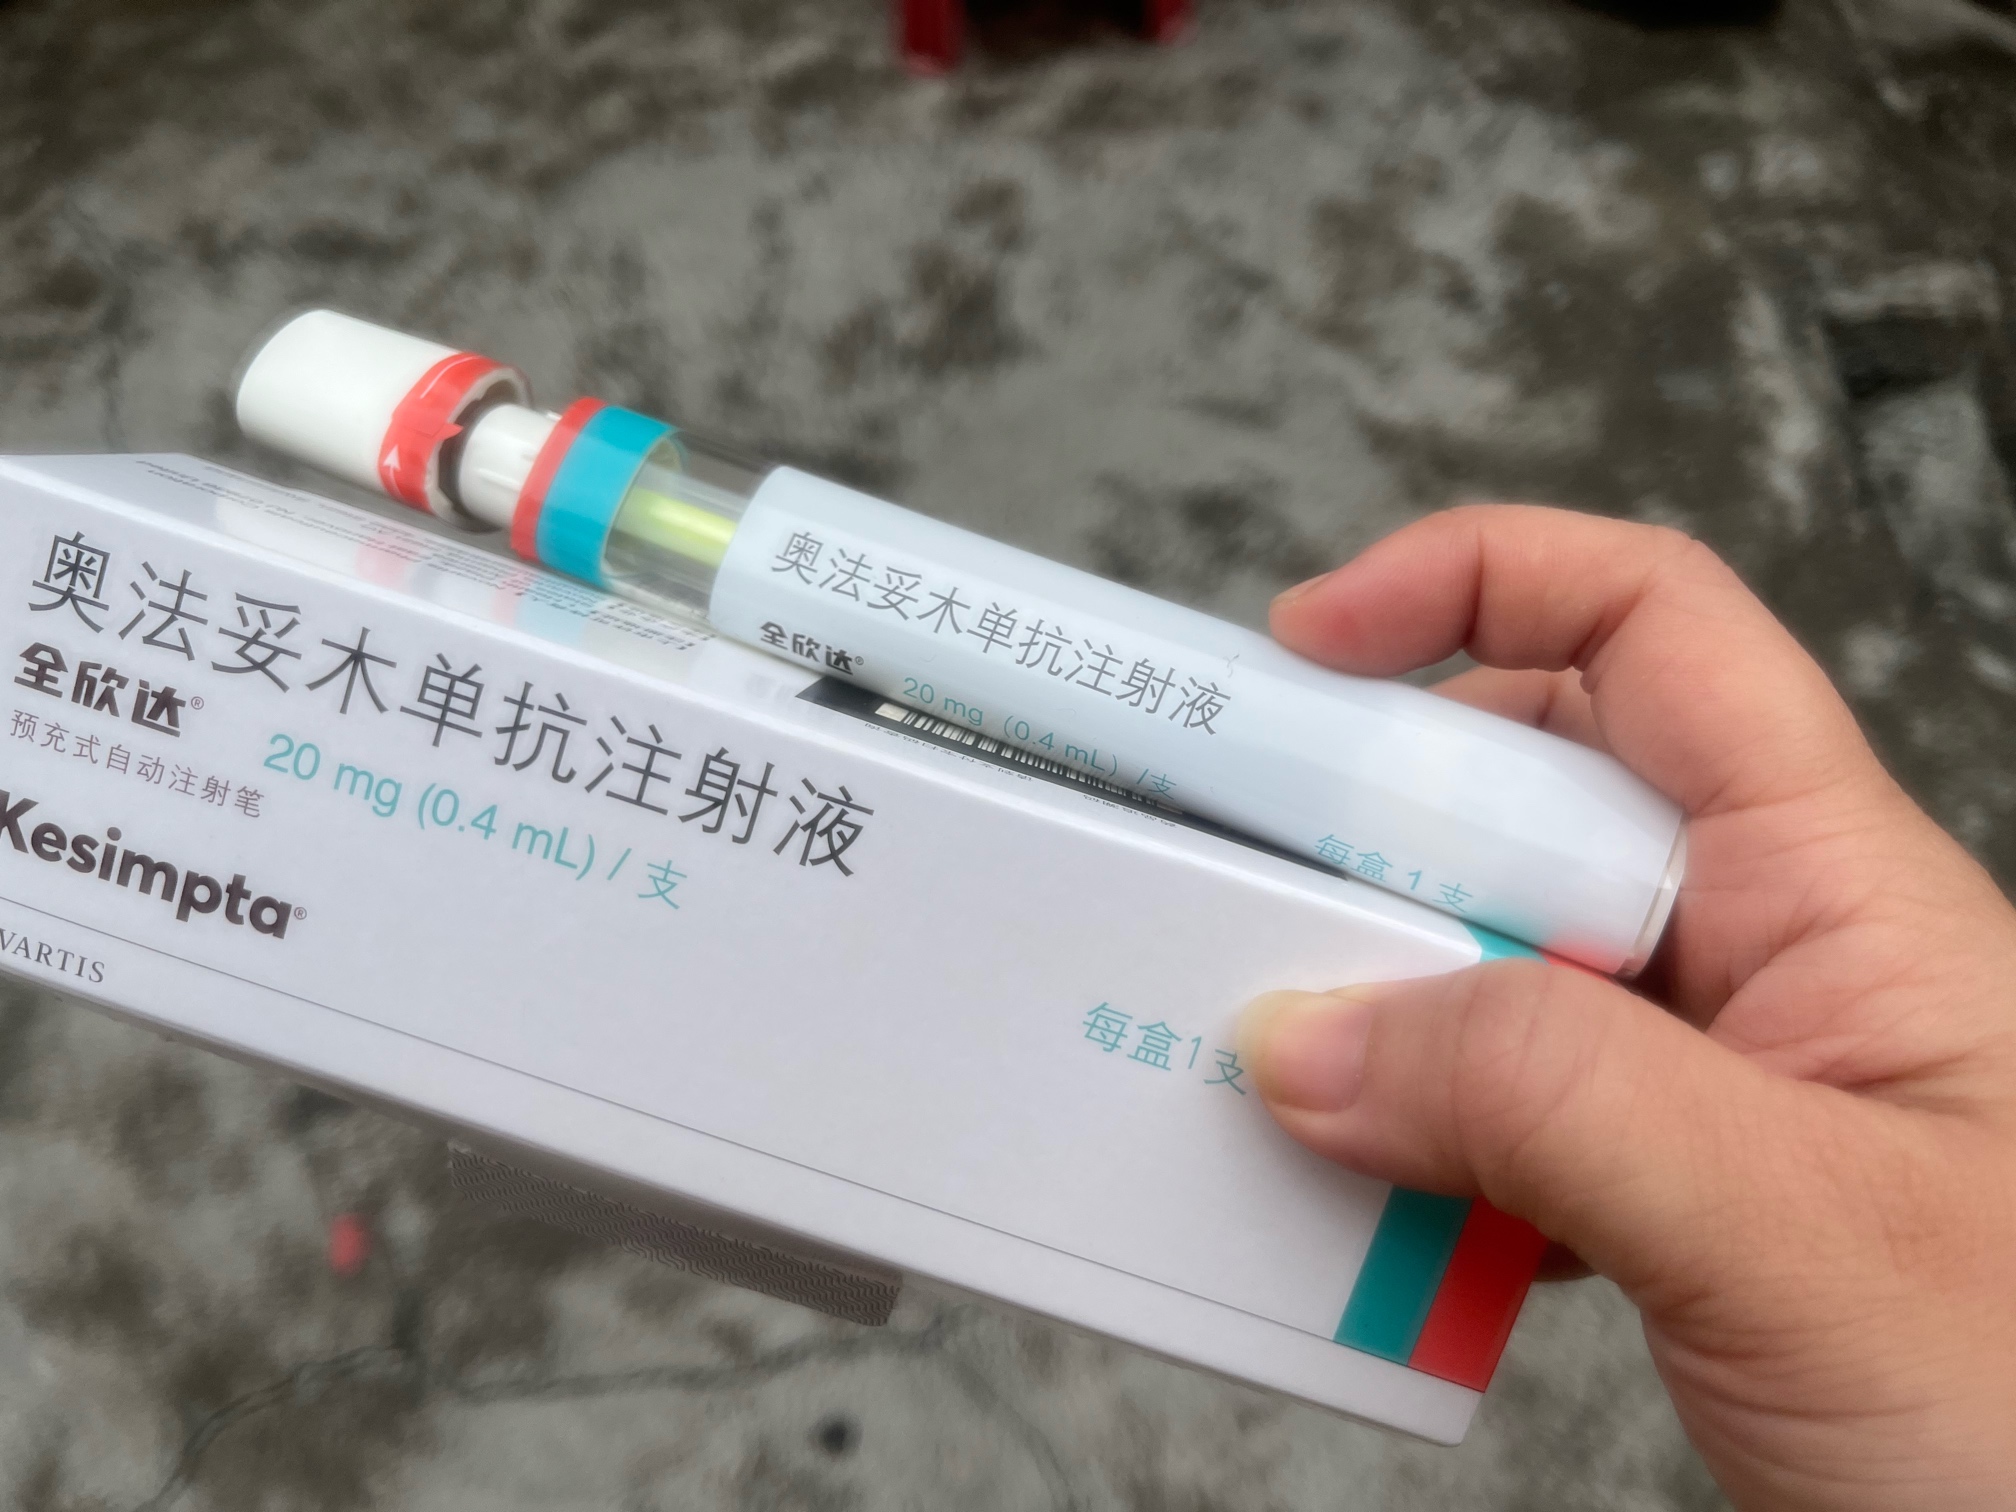 奥法妥木单抗注射液
全欣达®
20 mg (0.4 mL) /支
每盒 1 支
奥法妥木单抗注射液
全欣达®
预充式自动注射笔
20 mg (0.4 mL) / 支
Kesimpta®
VARTIS
每盒1支